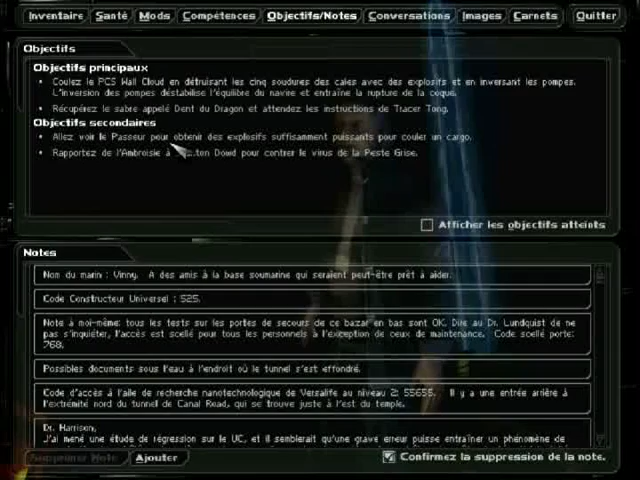 Inventaire Santé Mods Compétences Objectifs/Notes Conversations Images Carnets Quitter
Objectifs
Objectifs principaux
• Coulez le PCS Wall Cloud en détruisant les cinq soudures des cales avec des explosifs et en inversant les pompes.
L'inversion des pompes déstabilise l'équilibre du navire et entraîne la rupture de la coque.
• Récupérez le sabre appelé Dent du Dragon et attendez les instructions de Tracer Tong.
Objectifs secondaires
• Allez voir le Passeur pour obtenir des explosifs suffisamment puissants pour couler un cargo.
• Rapportez de l'Ambroisie à ton Dowd pour contrer le virus de la Peste Grise.
Afficher les objectifs atteints
Notes
Nom du marin : Vinny. A des amis à la base soumarine qui seraient peut-être prêt à aider.
Code Constructeur Universel : 525.
Note à moi-même: tous les tests sur les portes de secours de ce bazar en bas sont OK. Dire au Dr. Lundquist de ne
pas s'inquiéter, l'accès est scellé pour tous les personnels à l'exception de ceux de maintenance. Code scellé porte:
768.
Possibles documents sous l'eau à l'endroit où le tunnel s'est effondré.
Code d'accès à l'aile de recherche nanotechnologique de Versalife au niveau 2: 55655. Il y a une entrée arrière à
l'extrémité nord du tunnel de Canal Road, qui se trouve juste à l'est du temple.
Dr. Harrison,
J'ai mené une étude de régression sur le UC, et il semblerait qu'une grave erreur puisse entraîner un phénomène de
Supprimer Note Ajouter Confirmez la suppression de la note.